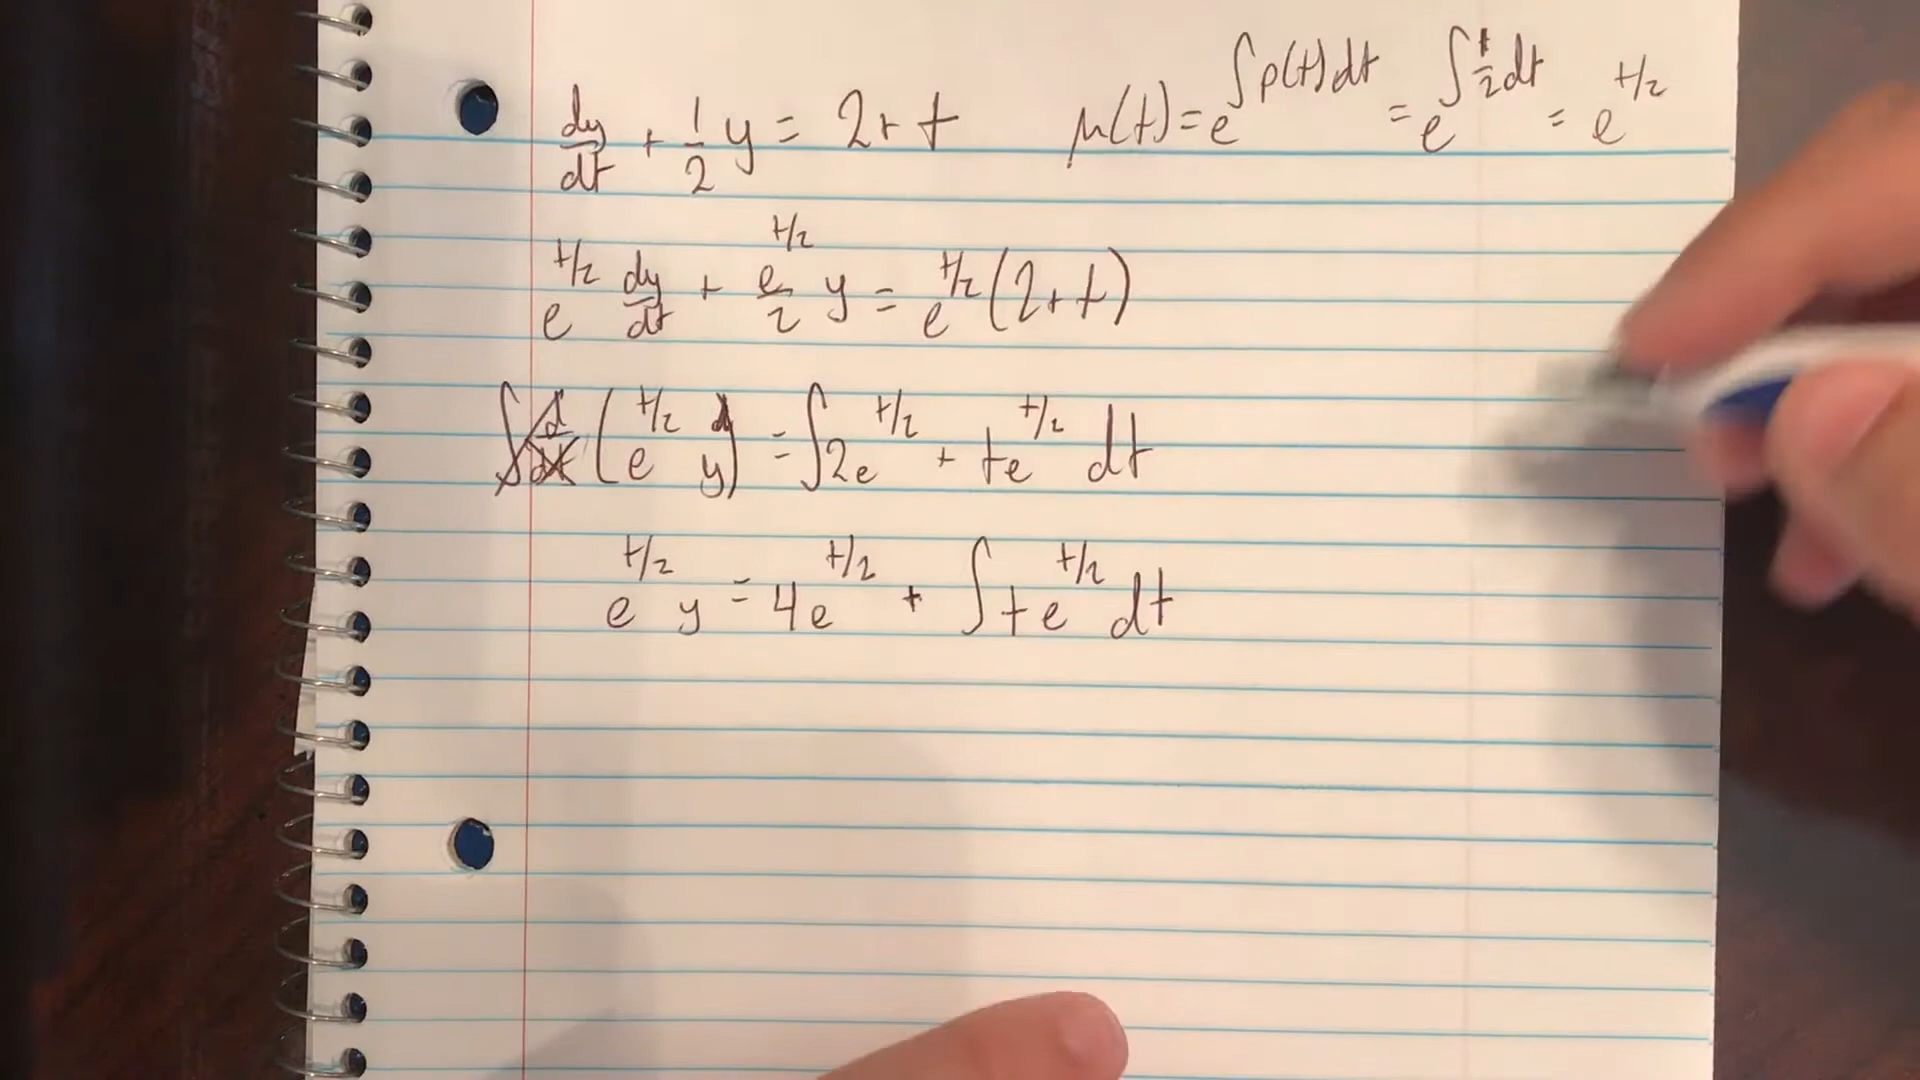 dy/dt + 1/2 y = 2 + t    μ(t) = e^∫p(t)dt = e^∫1/2 dt = e^t/2
e^t/2 dy/dt + e^t/2/2 y = e^t/2 (2 + t)
∫ d/dt (e^t/2 y) = ∫ 2e^t/2 + te^t/2 dt
e^t/2 y = 4e^t/2 + ∫ te^t/2 dt